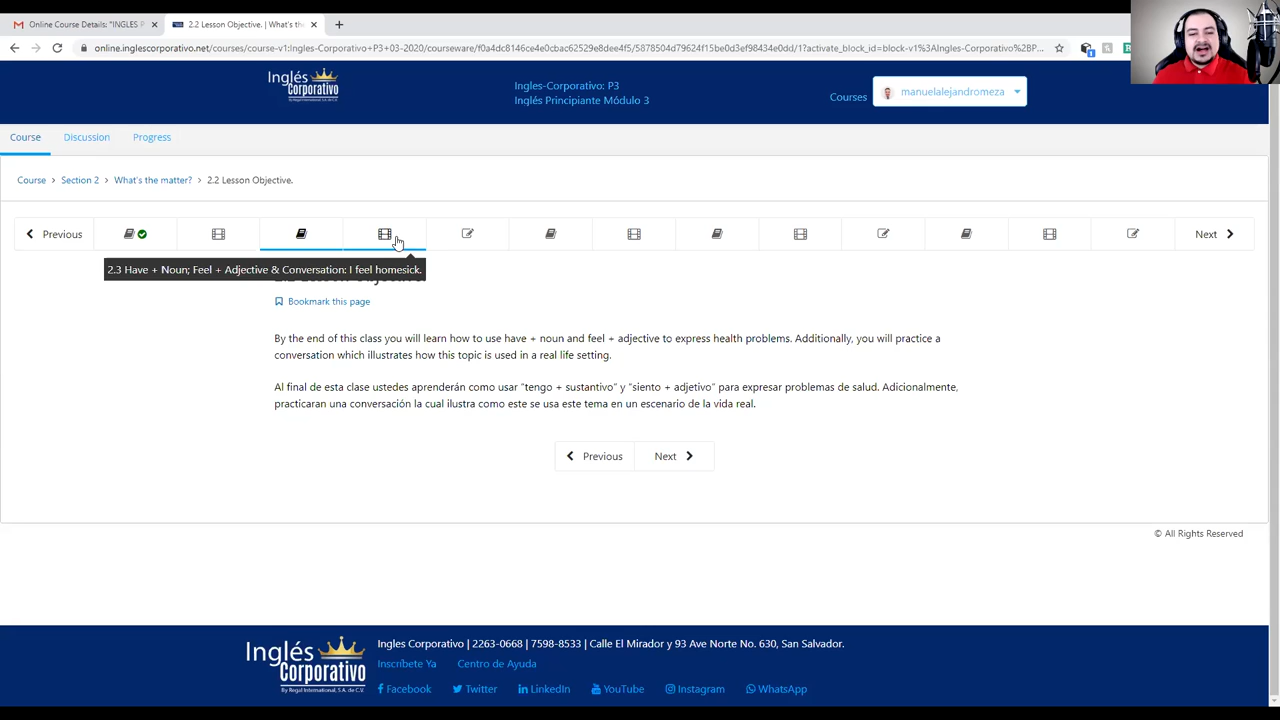 Online Course Details: "INGLES P
2.2 Lesson Objective. | What's th
online.inglescorporativo.net/courses/course-v1:Ingles-Corporativo+P3+03-2020/courseware/f0a4dc8146ce4e0cbac62529e8dee4f5/5878504d79624f15be0d3ef98434e0dd/1?activate_block_id=block-v1%3AIngles-Corporativo%2BP...
Inglés
Corporativo
By Regal International, S.A. de C.V.
Ingles-Corporativo: P3
Inglés Principiante Módulo 3
Courses
manuelalejandromeza
Course
Discussion
Progress
Course > Section 2 > What's the matter? > 2.2 Lesson Objective.
Previous
Next
2.3 Have + Noun; Feel + Adjective & Conversation: I feel homesick.
Bookmark this page
By the end of this class you will learn how to use have + noun and feel + adjective to express health problems. Additionally, you will practice a
conversation which illustrates how this topic is used in a real life setting.
Al final de esta clase ustedes aprenderán como usar "tengo + sustantivo" y "siento + adjetivo" para expresar problemas de salud. Adicionalmente,
practicaran una conversación la cual ilustra como este se usa este tema en un escenario de la vida real.
Previous
Next
© All Rights Reserved
Inglés
Corporativo
By Regal International, S.A. de C.V.
Ingles Corporativo | 2263-0668 | 7598-8533 | Calle El Mirador y 93 Ave Norte No. 630, San Salvador.
Inscríbete Ya
Centro de Ayuda
Facebook
Twitter
LinkedIn
YouTube
Instagram
WhatsApp